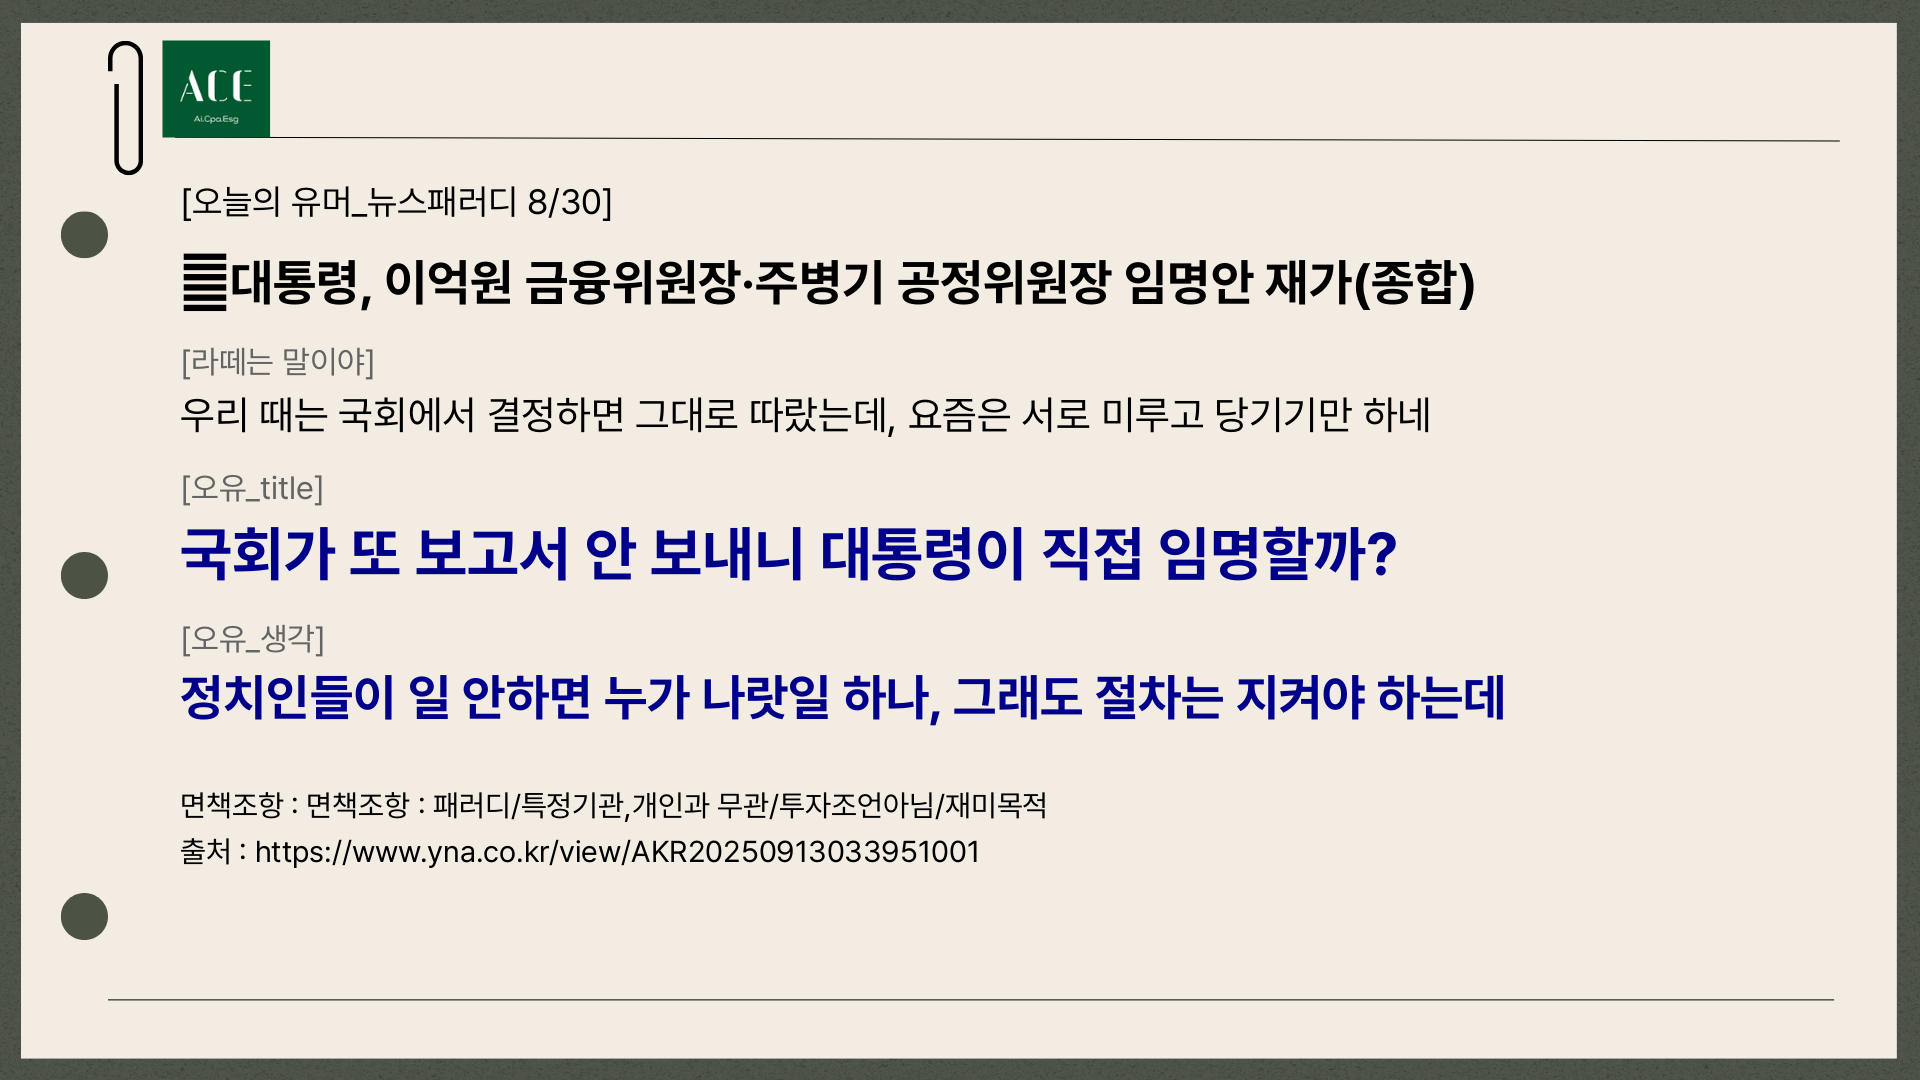 ACE
Ai.Cpa.Esg
[오늘의 유머_뉴스패러디 8/30]
대통령, 이억원 금융위원장·주병기 공정위원장 임명안 재가(종합)
[라떼는 말이야]
우리 때는 국회에서 결정하면 그대로 따랐는데, 요즘은 서로 미루고 당기기만 하네
[오유_title]
국회가 또 보고서 안 보내니 대통령이 직접 임명할까?
[오유_생각]
정치인들이 일 안하면 누가 나랏일 하나, 그래도 절차는 지켜야 하는데
면책조항 : 면책조항 : 패러디/특정기관,개인과 무관/투자조언아님/재미목적
출처 : https://www.yna.co.kr/view/AKR20250913033951001